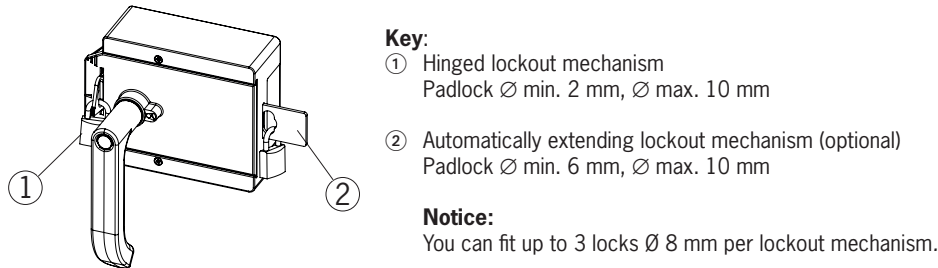 Key:
① Hinged lockout mechanism
Padlock ∅ min. 2 mm, ∅ max. 10 mm
② Automatically extending lockout mechanism (optional)
Padlock ∅ min. 6 mm, ∅ max. 10 mm
Notice:
You can fit up to 3 locks Ø 8 mm per lockout mechanism.
①
②